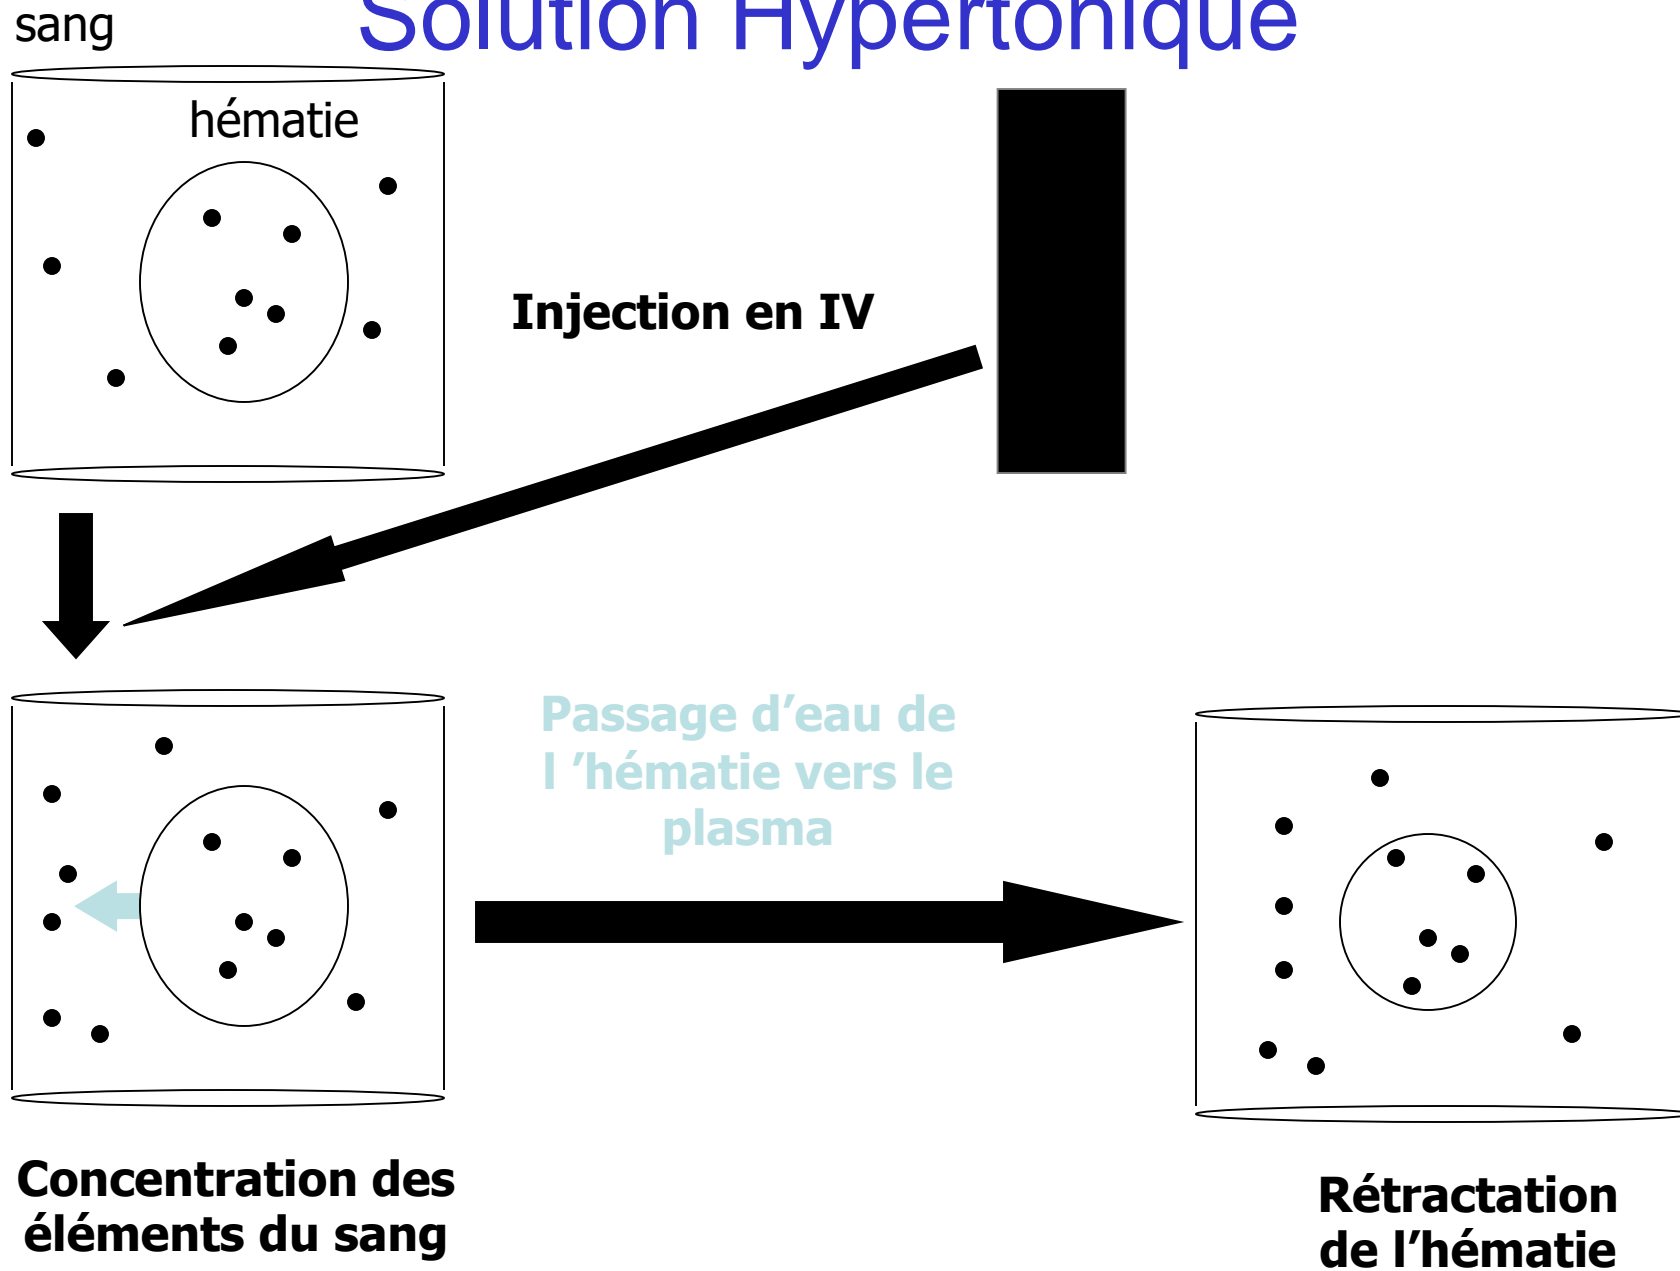 Solution Hypertonique
sang
hématie
Injection en IV
Passage d’eau de
l ’hématie vers le
plasma
Concentration des
éléments du sang
Rétractation
de l’hématie